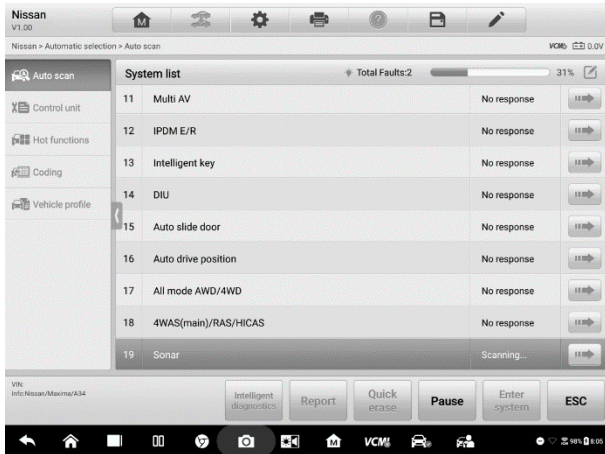 Nissan
V1.00
Nissan > Automatic selection > Auto scan
VCMI 0.0V
Auto scan
Control unit
Hot functions
Coding
Vehicle profile
System list
Total Faults:2
31%
11 Multi AV No response
12 IPDM E/R No response
13 Intelligent key No response
14 DIU No response
15 Auto slide door No response
16 Auto drive position No response
17 All mode AWD/4WD No response
18 4WAS(main)/RAS/HICAS No response
19 Sonar Scanning...
VIN:
Info:Nissan/Maxima/A34
Intelligent
diagnostics
Report
Quick
erase
Pause
Enter
system
ESC
VCMI
98% 8:05